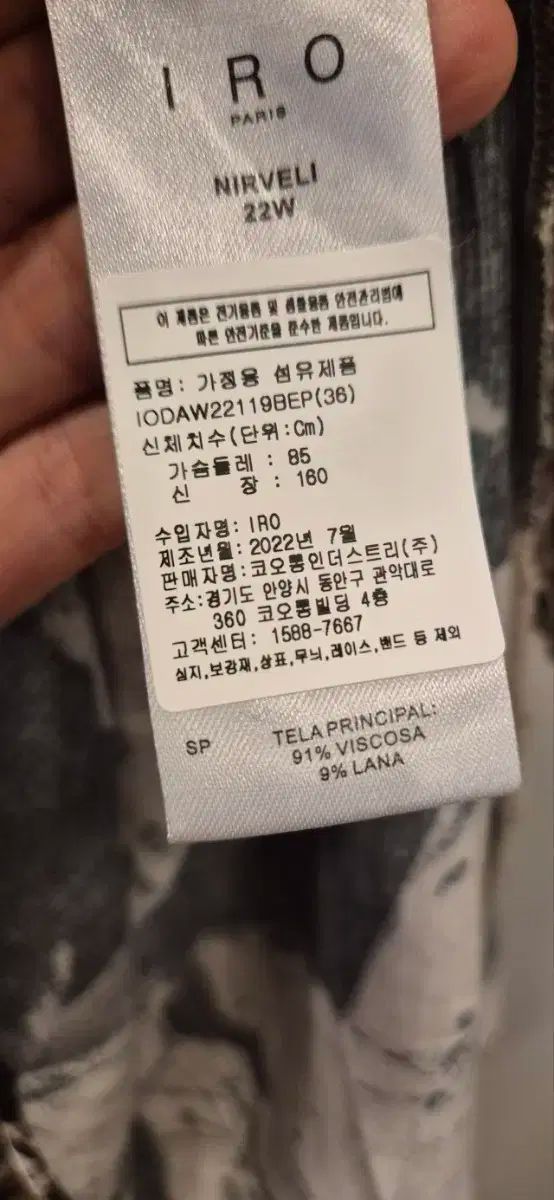 IRO
PARIS
NIRVELI
22W
이 제품은 전기용품 및 생활용품 안전관리법에
따른 안전기준을 준수한 제품입니다.
품명: 가정용 섬유제품
IODAW22119BEP(36)
신체치수(단위:Cm)
가슴둘레 : 85
신 장 : 160
수입자명: IRO
제조년월: 2022년 7월
판매자명:코오롱인더스트리(주)
주소:경기도 안양시 동안구 관악대로
360 코오롱빌딩 4층
고객센터: 1588-7667
심지,보강재,상표,무늬,레이스,밴드 등 제외
SP
TELA PRINCIPAL:
91% VISCOSA
9% LANA